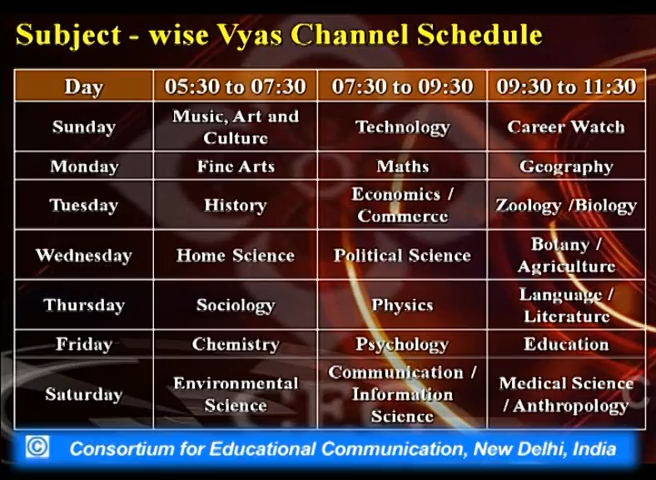 Subject - wise Vyas Channel Schedule
Day 05:30 to 07:30 07:30 to 09:30 09:30 to 11:30
Sunday Music, Art and Culture Technology Career Watch
Monday Fine Arts Maths Geography
Tuesday History Economics / Commerce Zoology /Biology
Wednesday Home Science Political Science Botany / Agriculture
Thursday Sociology Physics Language / Literature
Friday Chemistry Psychology Education
Saturday Environmental Science Communication / Information Science Medical Science / Anthropology
© Consortium for Educational Communication, New Delhi, India